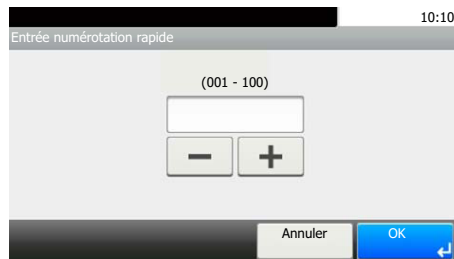 10:10
Entrée numérotation rapide
(001 - 100)
Annuler
OK